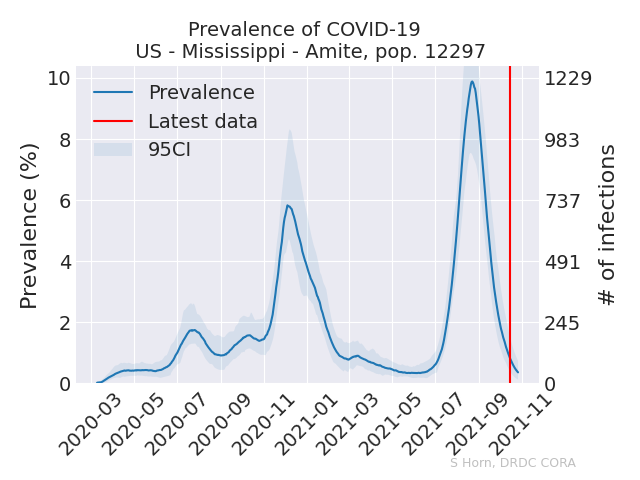 Prevalence of COVID-19
US - Mississippi - Amite, pop. 12297
Prevalence (%)
10
8
6
4
2
0
Prevalence
Latest data
95CI
1229
983
737
491
245
0
# of infections
2020-03
2020-05
2020-07
2020-09
2020-11
2021-01
2021-03
2021-05
2021-07
2021-09
2021-11
S Horn, DRDC CORA